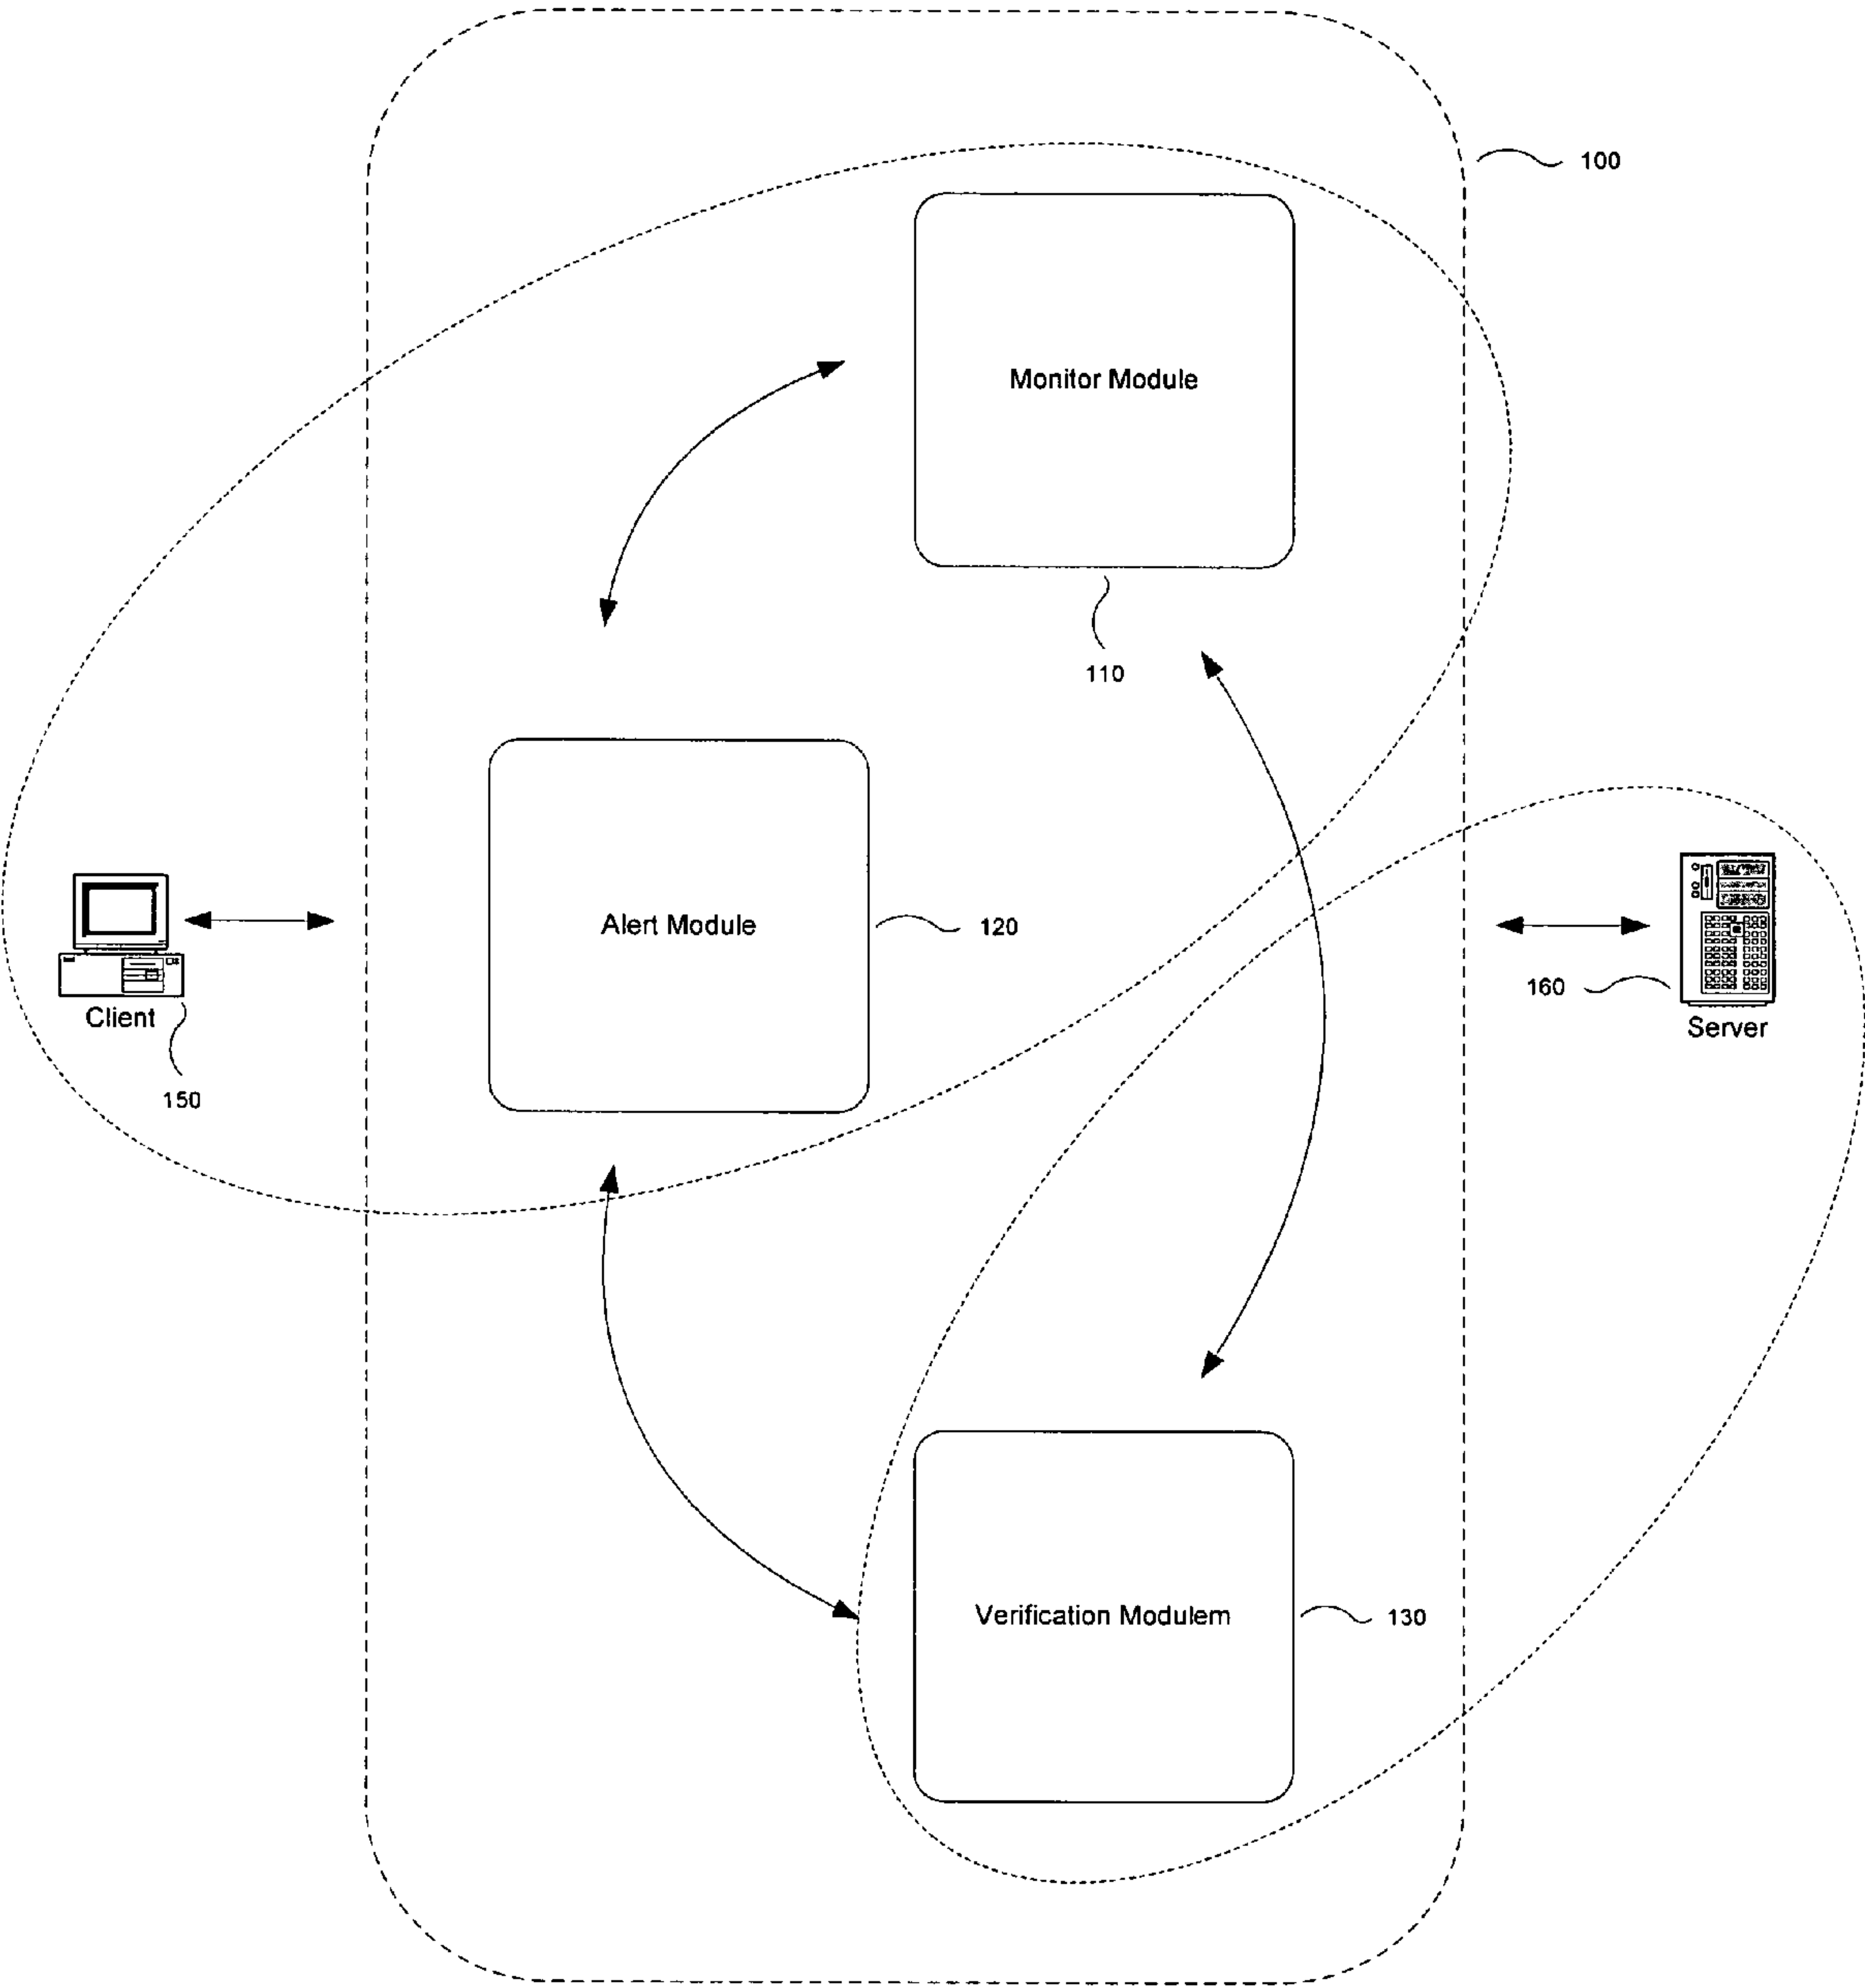 100
Monitor Module
110
Alert Module
120
Client
150
160
Server
Verification Modulem
130